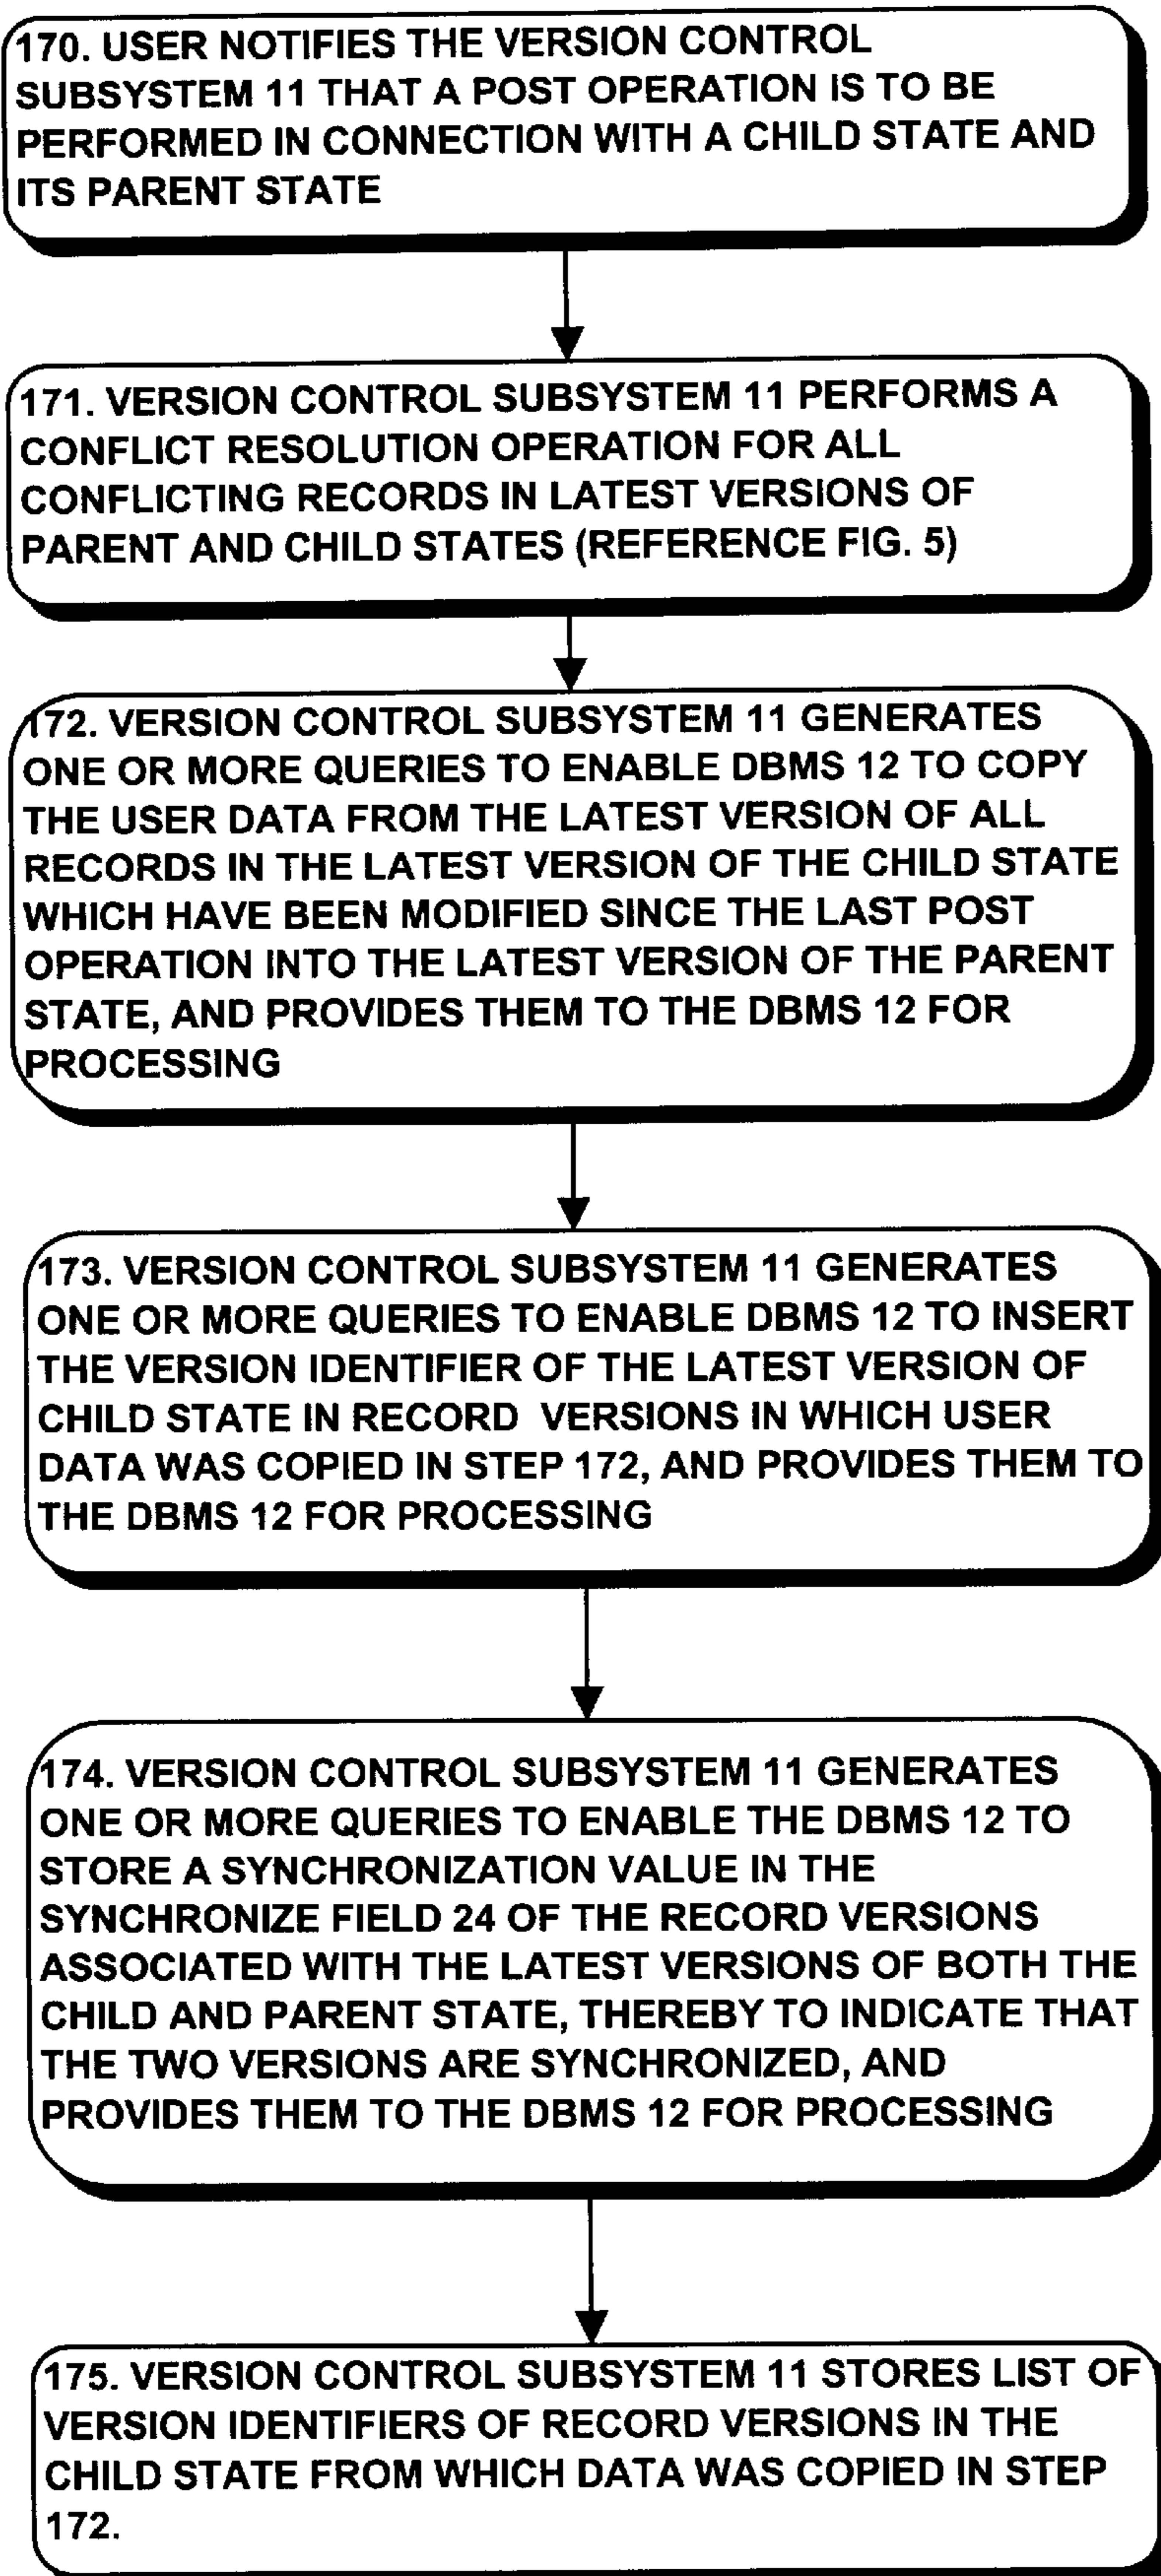 170. USER NOTIFIES THE VERSION CONTROL
SUBSYSTEM 11 THAT A POST OPERATION IS TO BE
PERFORMED IN CONNECTION WITH A CHILD STATE AND
ITS PARENT STATE
171. VERSION CONTROL SUBSYSTEM 11 PERFORMS A
CONFLICT RESOLUTION OPERATION FOR ALL
CONFLICTING RECORDS IN LATEST VERSIONS OF
PARENT AND CHILD STATES (REFERENCE FIG. 5)
172. VERSION CONTROL SUBSYSTEM 11 GENERATES
ONE OR MORE QUERIES TO ENABLE DBMS 12 TO COPY
THE USER DATA FROM THE LATEST VERSION OF ALL
RECORDS IN THE LATEST VERSION OF THE CHILD STATE
WHICH HAVE BEEN MODIFIED SINCE THE LAST POST
OPERATION INTO THE LATEST VERSION OF THE PARENT
STATE, AND PROVIDES THEM TO THE DBMS 12 FOR
PROCESSING
173. VERSION CONTROL SUBSYSTEM 11 GENERATES
ONE OR MORE QUERIES TO ENABLE DBMS 12 TO INSERT
THE VERSION IDENTIFIER OF THE LATEST VERSION OF
CHILD STATE IN RECORD VERSIONS IN WHICH USER
DATA WAS COPIED IN STEP 172, AND PROVIDES THEM TO
THE DBMS 12 FOR PROCESSING
174. VERSION CONTROL SUBSYSTEM 11 GENERATES
ONE OR MORE QUERIES TO ENABLE THE DBMS 12 TO
STORE A SYNCHRONIZATION VALUE IN THE
SYNCHRONIZE FIELD 24 OF THE RECORD VERSIONS
ASSOCIATED WITH THE LATEST VERSIONS OF BOTH THE
CHILD AND PARENT STATE, THEREBY TO INDICATE THAT
THE TWO VERSIONS ARE SYNCHRONIZED, AND
PROVIDES THEM TO THE DBMS 12 FOR PROCESSING
175. VERSION CONTROL SUBSYSTEM 11 STORES LIST OF
VERSION IDENTIFIERS OF RECORD VERSIONS IN THE
CHILD STATE FROM WHICH DATA WAS COPIED IN STEP
172.